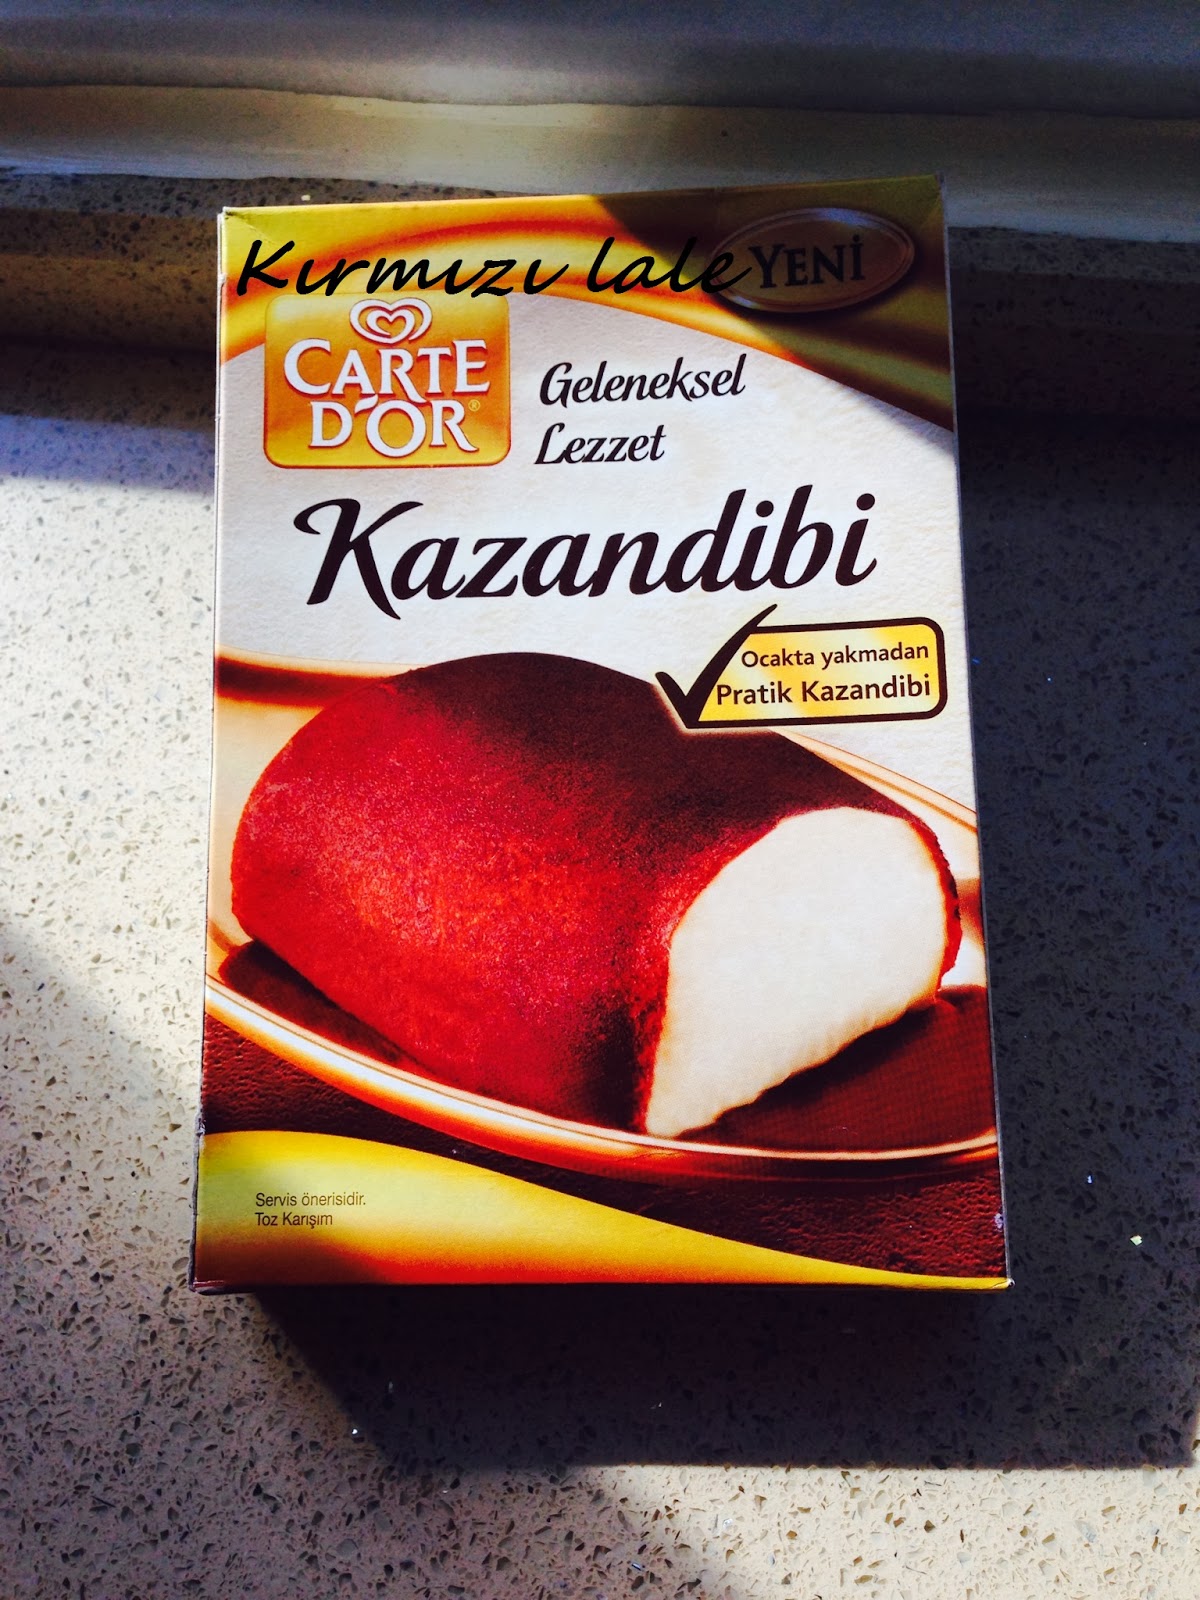 Kırmızı lale
YENİ
CARTE
D'OR®
Geleneksel
Lezzet
Kazandibi
Ocakta yakmadan
Pratik Kazandibi
Servis önerisidir.
Toz Karışım